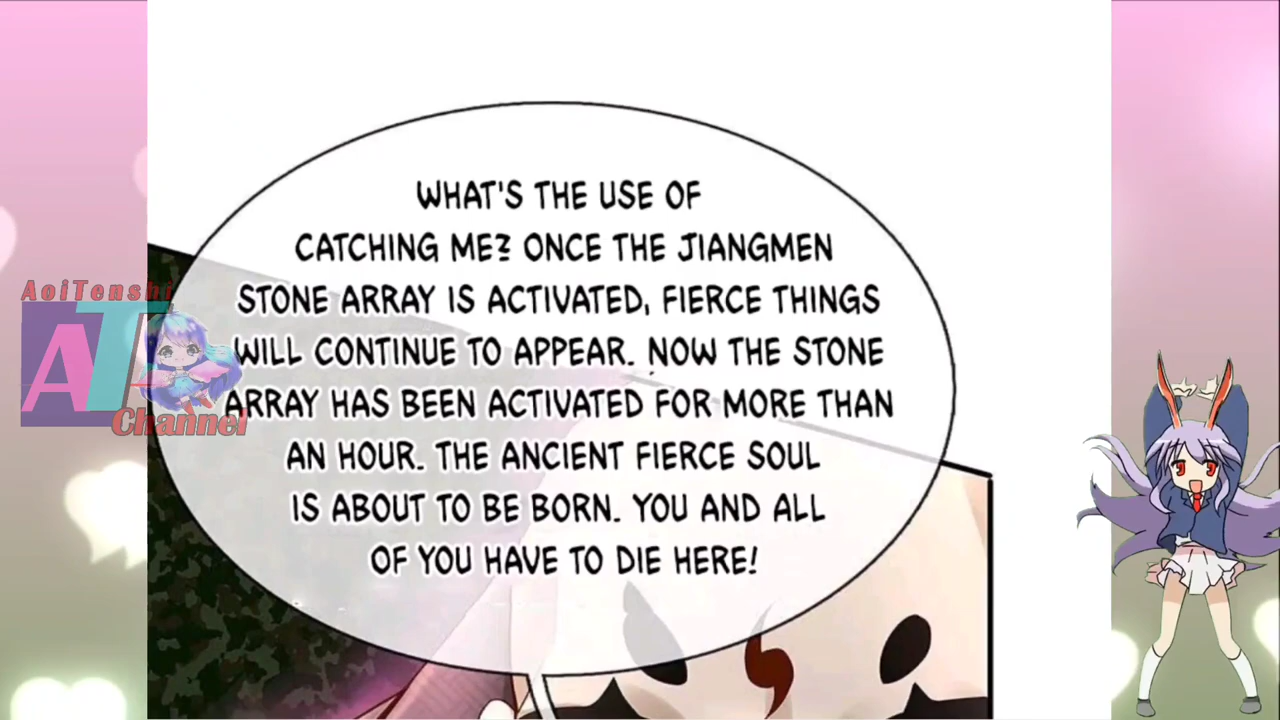 WHAT'S THE USE OF
CATCHING ME? ONCE THE JIANGMEN
STONE ARRAY IS ACTIVATED, FIERCE THINGS
WILL CONTINUE TO APPEAR. NOW THE STONE
ARRAY HAS BEEN ACTIVATED FOR MORE THAN
AN HOUR. THE ANCIENT FIERCE SOUL
IS ABOUT TO BE BORN. YOU AND ALL
OF YOU HAVE TO DIE HERE!
AoiTenshi
AT
Channel